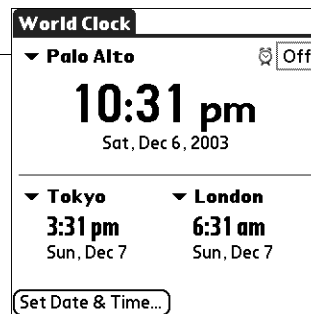 World Clock
Palo Alto Off
10:31 pm
Sat, Dec 6, 2003
Tokyo London
3:31 pm 6:31 am
Sun, Dec 7 Sun, Dec 7
Set Date & Time...